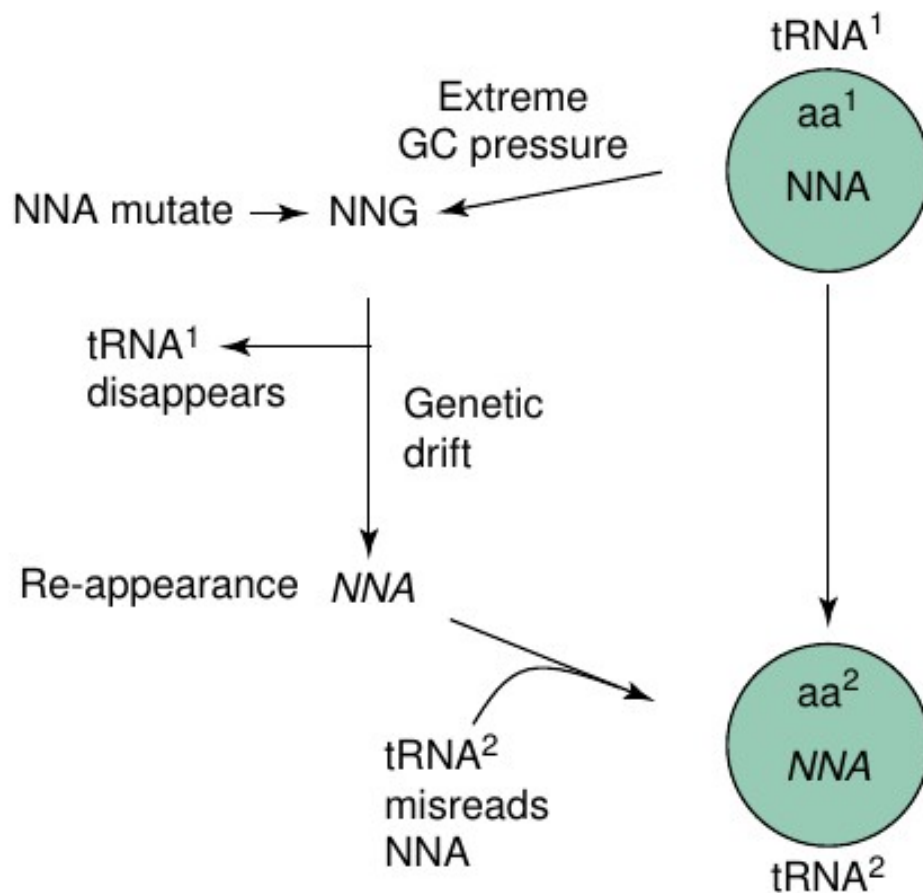 tRNA¹
aa¹
NNA
Extreme
GC pressure
NNA mutate
NNG
tRNA¹
disappears
Genetic
drift
Re-appearance
NNA
tRNA²
misreads
NNA
aa²
NNA
tRNA²